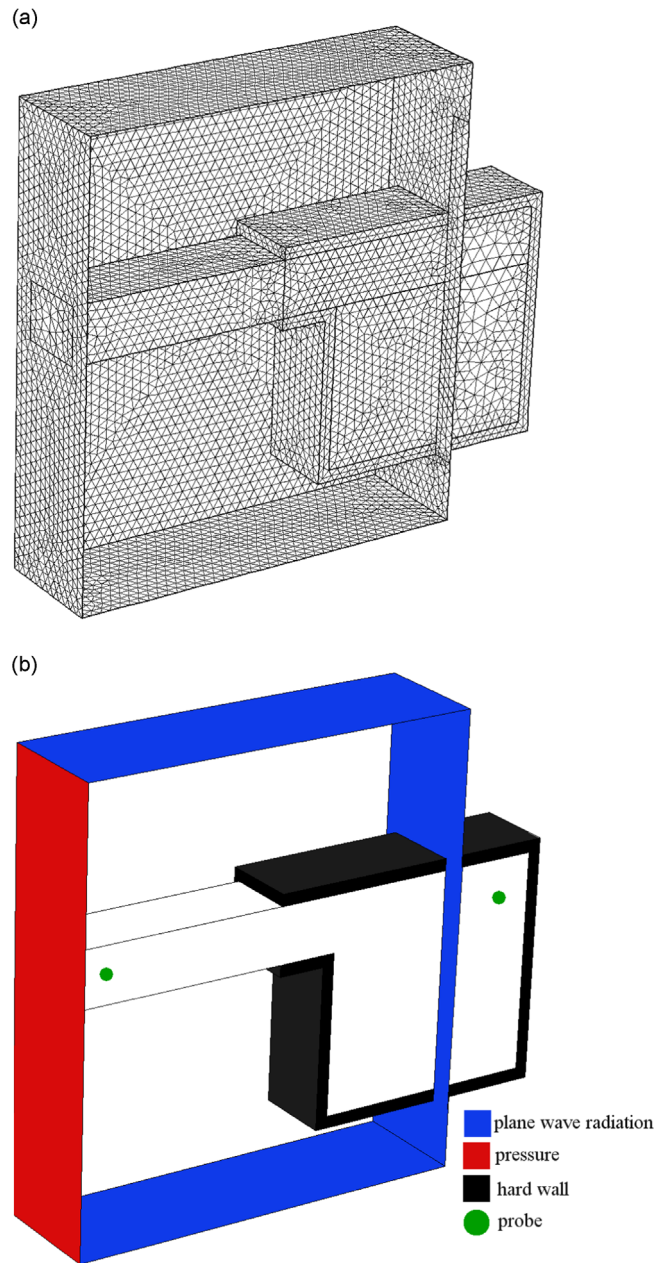 (a)
(b)
plane wave radiation
pressure
hard wall
probe